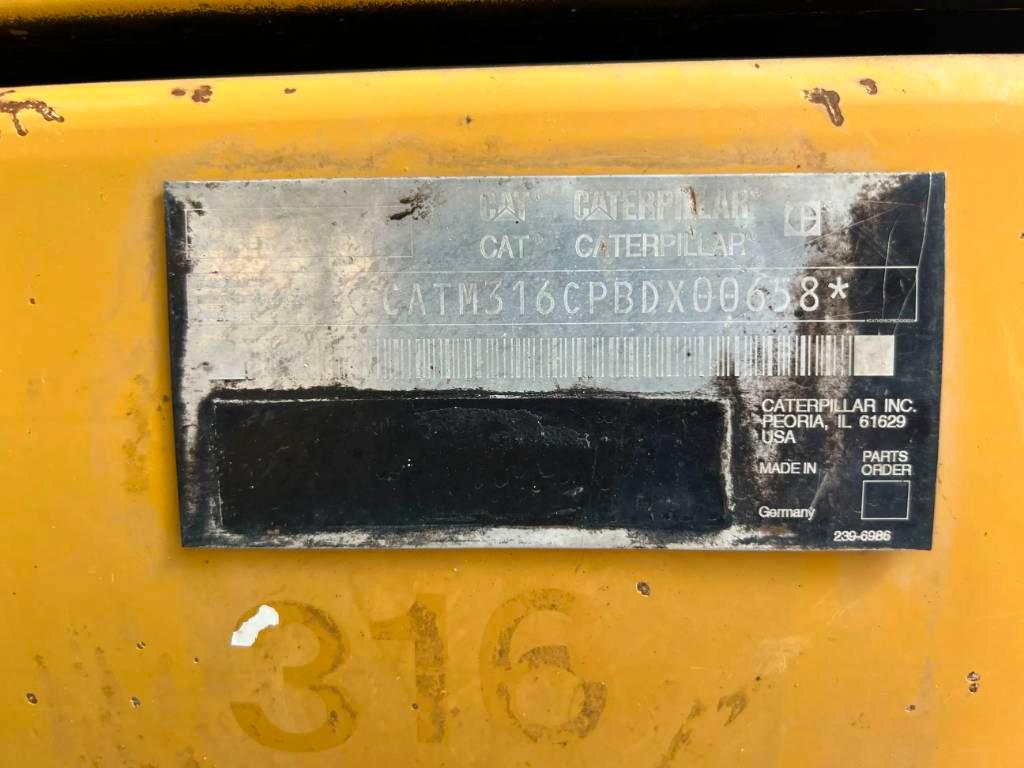 CAT® CATERPILLAR®
CAT® CATERPILLAR®
CATM316CPBDX00658*
CATERPILLAR INC.
PEORIA, IL 61629
USA
MADE IN
PARTS ORDER
Germany
239-6986
316